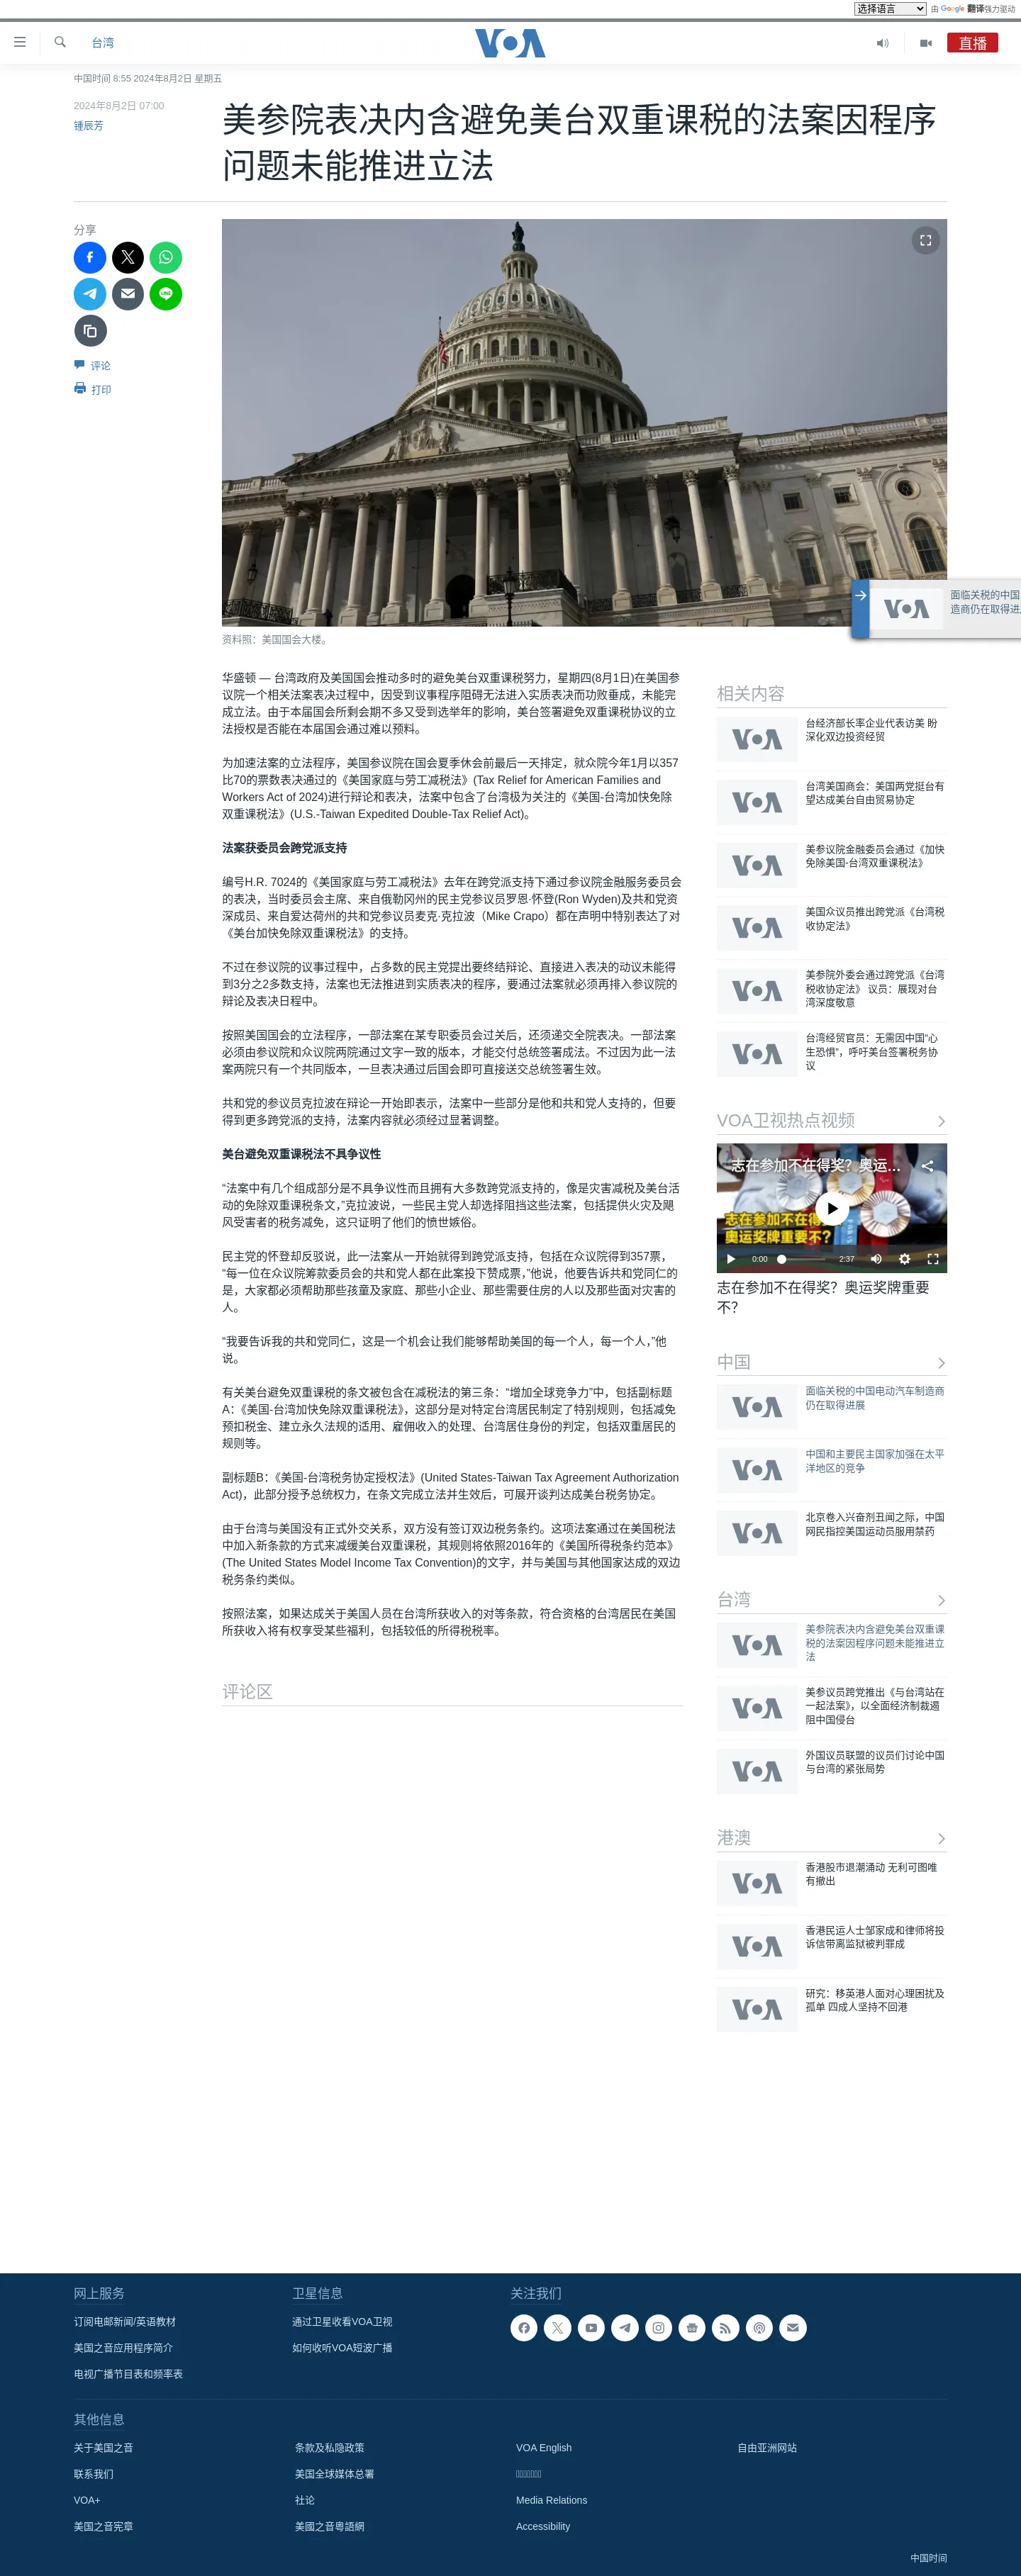 选择语言 由 Google 翻译强力驱动
台湾
VOA
直播
中国时间 8:55 2024年8月2日 星期五
2024年8月2日 07:00
锺辰芳
美参院表决内含避免美台双重课税的法案因程序
问题未能推进立法
分享
评论
打印
资料照：美国国会大楼。
面临关税的中国
造商仍在取得进
华盛顿 — 台湾政府及美国国会推动多时的避免美台双重课税努力，星期四(8月1日)在美国参
议院一个相关法案表决过程中，因受到议事程序阻碍无法进入实质表决而功败垂成，未能完
成立法。由于本届国会所剩会期不多又受到选举年的影响，美台签署避免双重课税协议的立
法授权是否能在本届国会通过难以预料。
为加速法案的立法程序，美国参议院在国会夏季休会前最后一天排定，就众院今年1月以357
比70的票数表决通过的《美国家庭与劳工减税法》(Tax Relief for American Families and
Workers Act of 2024)进行辩论和表决，法案中包含了台湾极为关注的《美国-台湾加快免除
双重课税法》(U.S.-Taiwan Expedited Double-Tax Relief Act)。
法案获委员会跨党派支持
编号H.R. 7024的《美国家庭与劳工减税法》去年在跨党派支持下通过参议院金融服务委员会
的表决，当时委员会主席、来自俄勒冈州的民主党参议员罗恩·怀登(Ron Wyden)及共和党资
深成员、来自爱达荷州的共和党参议员麦克·克拉波（Mike Crapo）都在声明中特别表达了对
《美台加快免除双重课税法》的支持。
不过在参议院的议事过程中，占多数的民主党提出要终结辩论、直接进入表决的动议未能得
到3分之2多数支持，法案也无法推进到实质表决的程序，要通过法案就必须再排入参议院的
辩论及表决日程中。
按照美国国会的立法程序，一部法案在某专职委员会过关后，还须递交全院表决。一部法案
必须由参议院和众议院两院通过文字一致的版本，才能交付总统签署成法。不过因为此一法
案两院只有一个共同版本，一旦表决通过后国会即可直接送交总统签署生效。
共和党的参议员克拉波在辩论一开始即表示，法案中一些部分是他和共和党人支持的，但要
得到更多跨党派的支持，法案内容就必须经过显著调整。
美台避免双重课税法不具争议性
“法案中有几个组成部分是不具争议性而且拥有大多数跨党派支持的，像是灾害减税及美台活
动的免除双重课税条文，”克拉波说，一些民主党人却选择阻挡这些法案，包括提供火灾及飓
风受害者的税务减免，这只证明了他们的愤世嫉俗。
民主党的怀登却反驳说，此一法案从一开始就得到跨党派支持，包括在众议院得到357票，
“每一位在众议院筹款委员会的共和党人都在此案投下赞成票，”他说，他要告诉共和党同仁的
是，大家都必须帮助那些孩童及家庭、那些小企业、那些需要住房的人以及那些面对灾害的
人。
“我要告诉我的共和党同仁，这是一个机会让我们能够帮助美国的每一个人，每一个人，”他
说。
有关美台避免双重课税的条文被包含在减税法的第三条：“增加全球竞争力”中，包括副标题
A：《美国-台湾加快免除双重课税法》，这部分是对特定台湾居民制定了特别规则，包括减免
预扣税金、建立永久法规的适用、雇佣收入的处理、台湾居住身份的判定，包括双重居民的
规则等。
副标题B：《美国-台湾税务协定授权法》(United States-Taiwan Tax Agreement Authorization
Act)，此部分授予总统权力，在条文完成立法并生效后，可展开谈判达成美台税务协定。
由于台湾与美国没有正式外交关系，双方没有签订双边税务条约。这项法案通过在美国税法
中加入新条款的方式来减缓美台双重课税，其规则将依照2016年的《美国所得税条约范本》
(The United States Model Income Tax Convention)的文字，并与美国与其他国家达成的双边
税务条约类似。
按照法案，如果达成关于美国人员在台湾所获收入的对等条款，符合资格的台湾居民在美国
所获收入将有权享受某些福利，包括较低的所得税税率。
评论区
相关内容
台经济部长率企业代表访美 盼
深化双边投资经贸
台湾美国商会：美国两党挺台有
望达成美台自由贸易协定
美参议院金融委员会通过《加快
免除美国-台湾双重课税法》
美国众议员推出跨党派《台湾税
收协定法》
美参院外委会通过跨党派《台湾
税收协定法》 议员：展现对台
湾深度敬意
台湾经贸官员：无需因中国“心
生恐惧”，呼吁美台签署税务协
议
VOA卫视热点视频
志在参加不在得奖？奥运...
志在参加不在得
奥运奖牌重要不？
0:00 2:37
志在参加不在得奖？奥运奖牌重要
不？
中国
面临关税的中国电动汽车制造商
仍在取得进展
中国和主要民主国家加强在太平
洋地区的竞争
北京卷入兴奋剂丑闻之际，中国
网民指控美国运动员服用禁药
台湾
美参院表决内含避免美台双重课
税的法案因程序问题未能推进立
法
美参议员跨党推出《与台湾站在
一起法案》，以全面经济制裁遏
阻中国侵台
外国议员联盟的议员们讨论中国
与台湾的紧张局势
港澳
香港股市退潮涌动 无利可图唯
有撤出
香港民运人士邹家成和律师将投
诉信带离监狱被判罪成
研究：移英港人面对心理困扰及
孤单 四成人坚持不回港
网上服务
订阅电邮新闻/英语教材
美国之音应用程序简介
电视广播节目表和频率表
卫星信息
通过卫星收看VOA卫视
如何收听VOA短波广播
关注我们
其他信息
关于美国之音
联系我们
VOA+
美国之音宪章
条款及私隐政策
美国全球媒体总署
社论
美國之音粵語網
VOA English
Media Relations
Accessibility
自由亚洲网站
中国时间